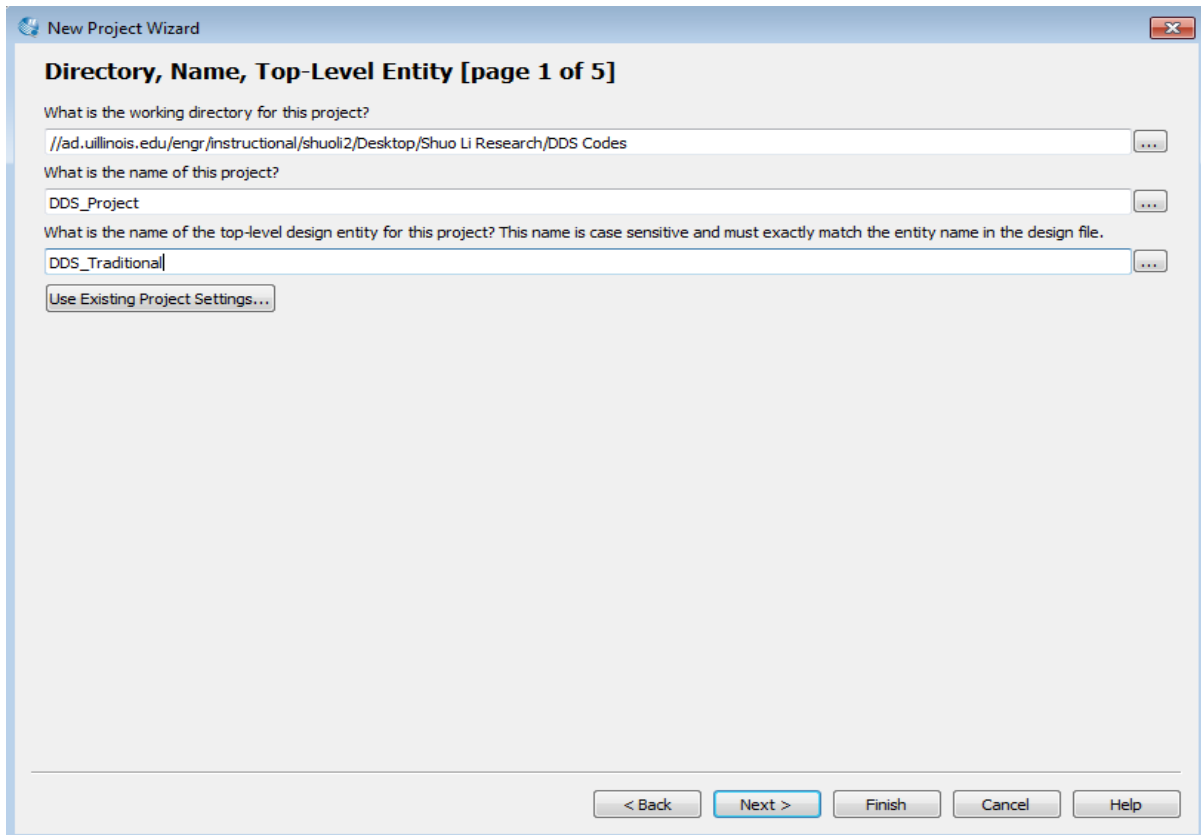 New Project Wizard
Directory, Name, Top-Level Entity [page 1 of 5]
What is the working directory for this project?
//ad.uillinois.edu/engr/instructional/shuoli2/Desktop/Shuo Li Research/DDS Codes
...
What is the name of this project?
DDS_Project
...
What is the name of the top-level design entity for this project? This name is case sensitive and must exactly match the entity name in the design file.
DDS_Traditional
...
Use Existing Project Settings...
< Back Next > Finish Cancel Help